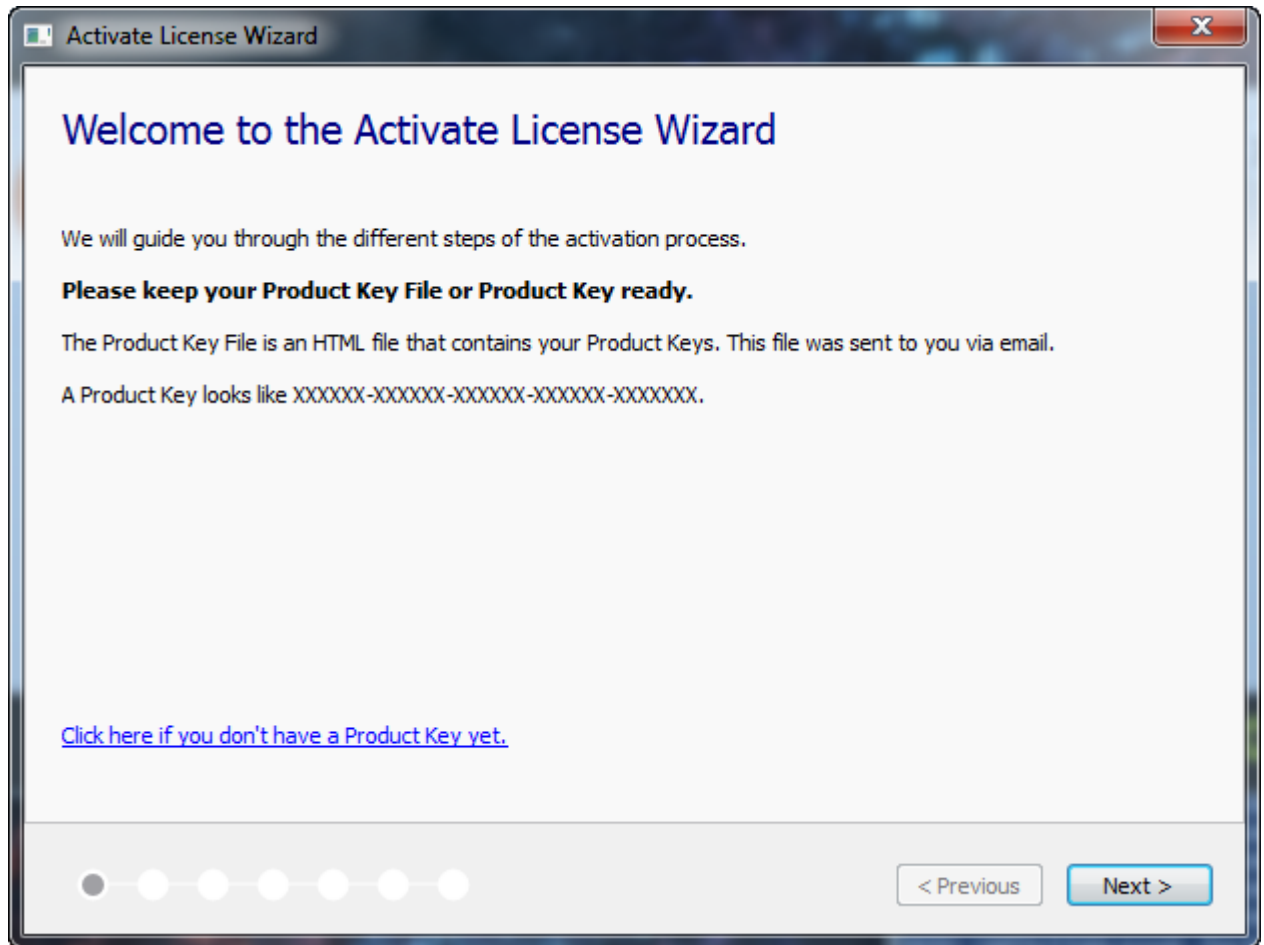 Activate License Wizard
X
Welcome to the Activate License Wizard
We will guide you through the different steps of the activation process.
Please keep your Product Key File or Product Key ready.
The Product Key File is an HTML file that contains your Product Keys. This file was sent to you via email.
A Product Key looks like XXXXXX-XXXXXX-XXXXXX-XXXXXX-XXXXXXX.
Click here if you don't have a Product Key yet.
< Previous
Next >